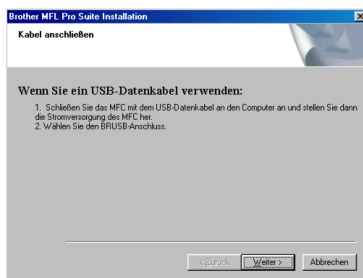 Brother MFL Pro Suite Installation
Kabel anschließen
Wenn Sie ein USB-Datenkabel verwenden:
1. Schließen Sie das MFC mit dem USB-Datenkabel an den Computer an und stellen Sie dann
die Stromversorgung des MFC her.
2. Wählen Sie den BRUSB-Anschluss.
< Zurück Weiter > Abbrechen